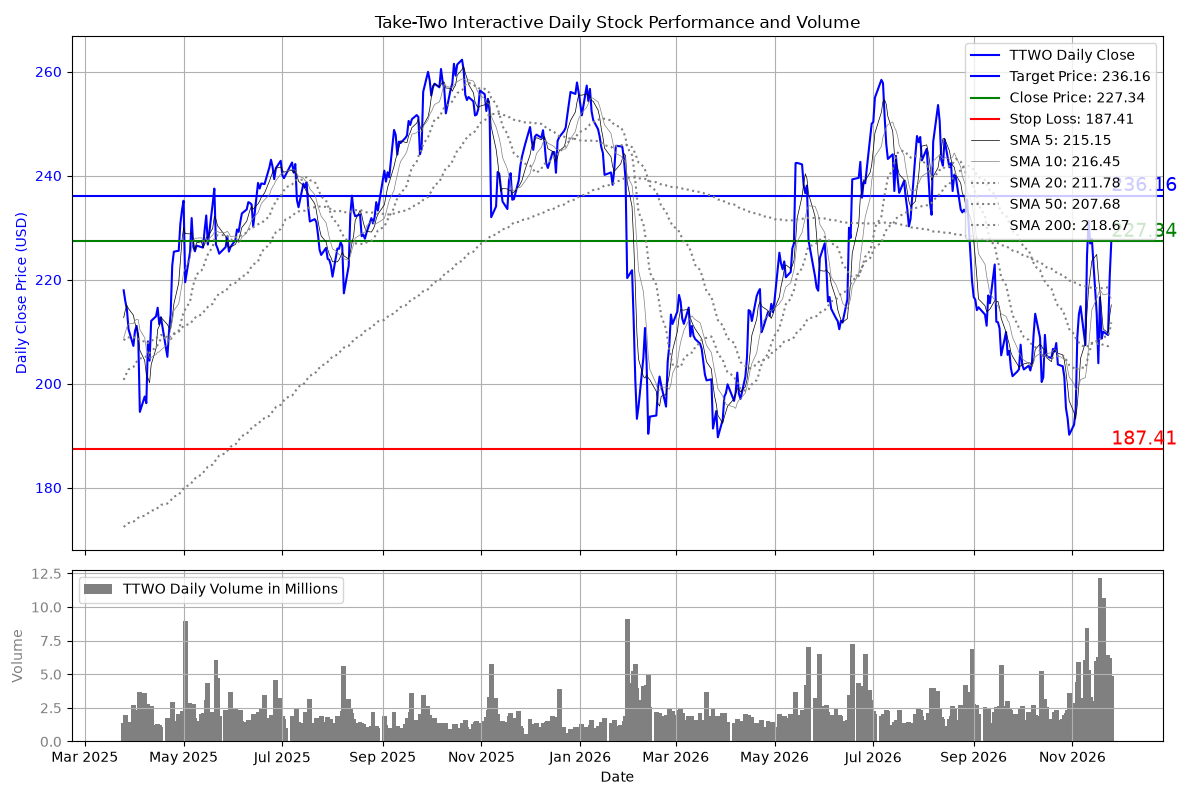 Take-Two Interactive Daily Stock Performance and Volume
Daily Close Price (USD)
260
240
220
200
180
TTWO Daily Close
Target Price: 236.16
Close Price: 227.34
Stop Loss: 187.41
SMA 5: 215.15
SMA 10: 216.45
SMA 20: 211.78
SMA 50: 207.68
SMA 200: 218.67
236.16
227.34
187.41
Volume
12.5
10.0
7.5
5.0
2.5
0.0
TTWO Daily Volume in Millions
Mar 2025 May 2025 Jul 2025 Sep 2025 Nov 2025 Jan 2026 Mar 2026 May 2026 Jul 2026 Sep 2026 Nov 2026
Date